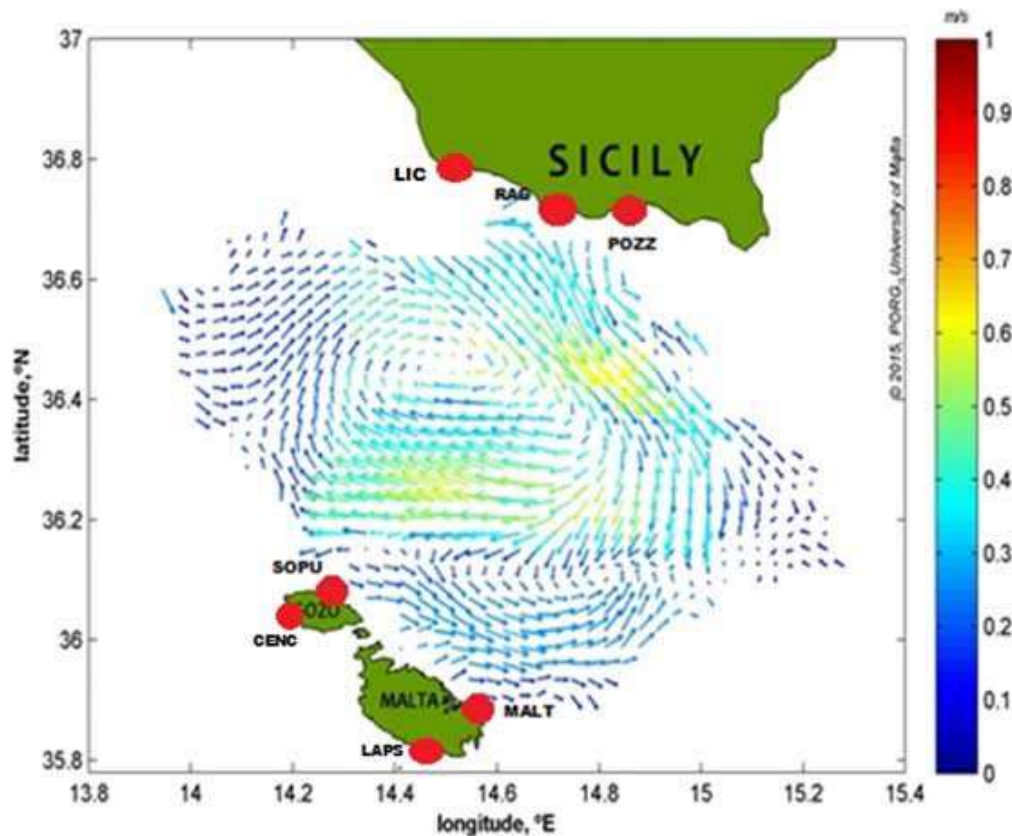 m/s
37
36.8
36.6
36.4
36.2
36
35.8
latitude,ºN
13.8
14
14.2
14.4
14.6
14.8
15
15.2
15.4
longitude, ºE
SICILY
LIC
RAG
POZZ
SOPU
GOZO
CENC
MALTA
MALT
LAPS
© 2015, PORG, University of Malta
1
0.9
0.8
0.7
0.6
0.5
0.4
0.3
0.2
0.1
0